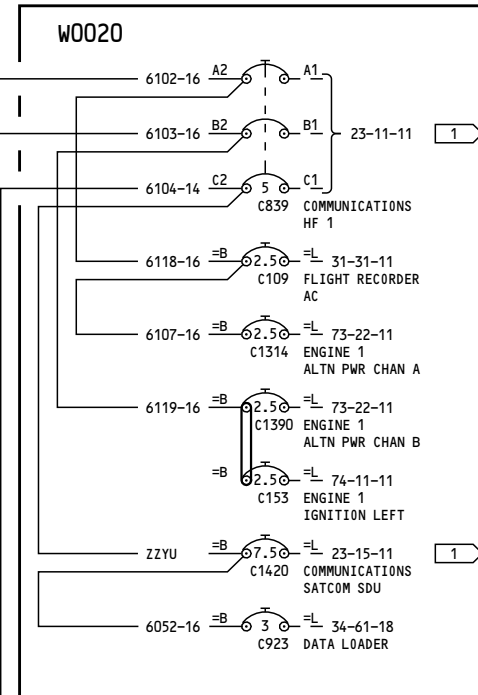 W0020
6102-16 A2 A1
6103-16 B2 B1 23-11-11 1
6104-14 C2 5 C1
C839 COMMUNICATIONS
HF 1
6118-16 =B 2.5 =L 31-31-11
C109 FLIGHT RECORDER
AC
6107-16 =B 2.5 =L 73-22-11
C1314 ENGINE 1
ALTN PWR CHAN A
6119-16 =B 2.5 =L 73-22-11
C1390 ENGINE 1
ALTN PWR CHAN B
=B 2.5 =L 74-11-11
C153 ENGINE 1
IGNITION LEFT
ZZYU =B 7.5 =L 23-15-11 1
C1420 COMMUNICATIONS
SATCOM SDU
6052-16 =B 3 =L 34-61-18
C923 DATA LOADER